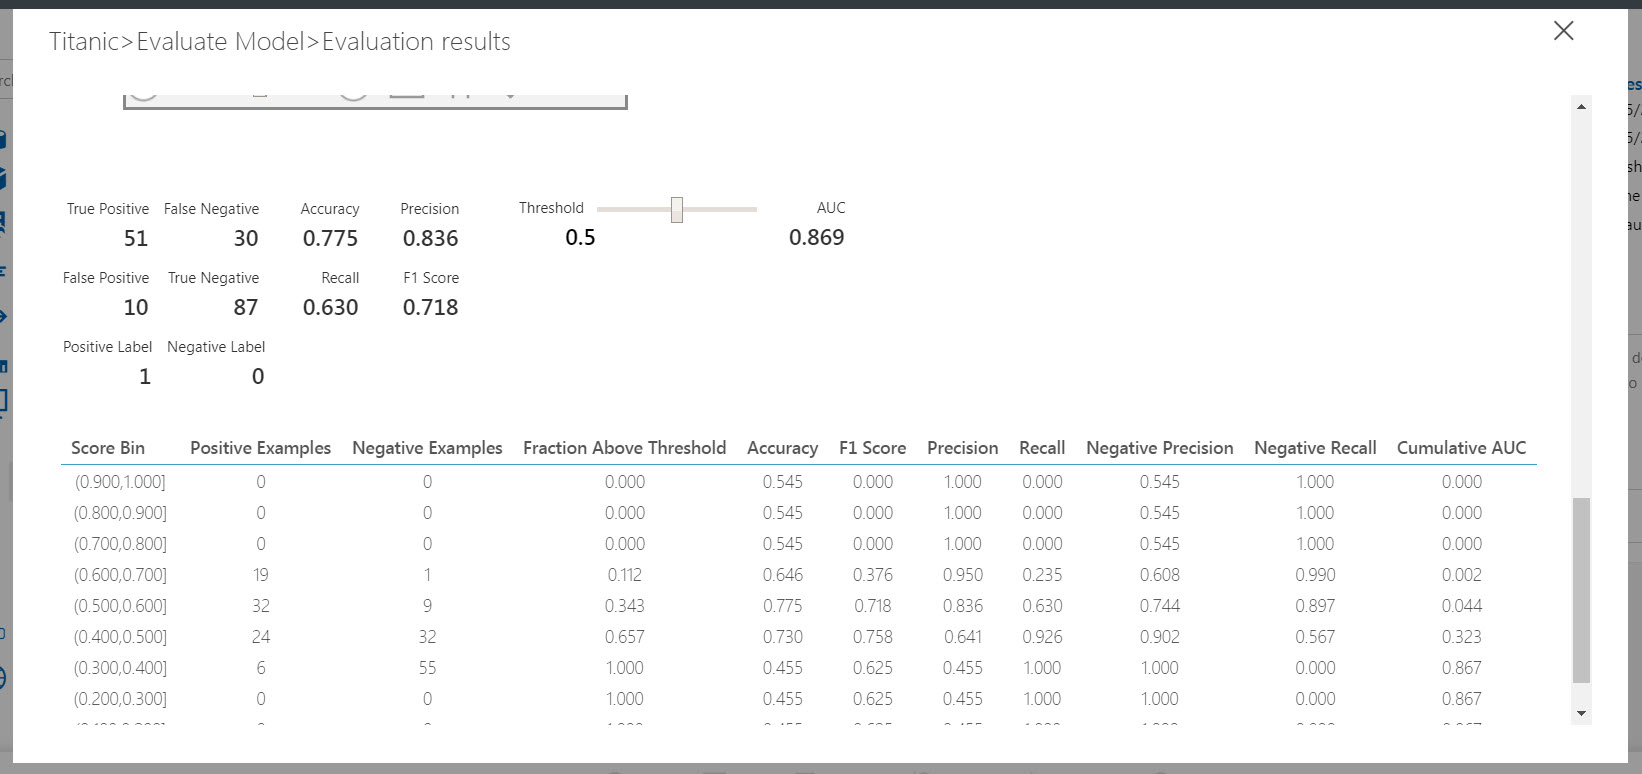 Titanic>Evaluate Model>Evaluation results
True Positive False Negative Accuracy Precision Threshold AUC
51 30 0.775 0.836 0.5 0.869
False Positive True Negative Recall F1 Score
10 87 0.630 0.718
Positive Label Negative Label
1 0
Score Bin Positive Examples Negative Examples Fraction Above Threshold Accuracy F1 Score Precision Recall Negative Precision Negative Recall Cumulative AUC
(0.900,1.000] 0 0 0.000 0.545 0.000 1.000 0.000 0.545 1.000 0.000
(0.800,0.900] 0 0 0.000 0.545 0.000 1.000 0.000 0.545 1.000 0.000
(0.700,0.800] 0 0 0.000 0.545 0.000 1.000 0.000 0.545 1.000 0.000
(0.600,0.700] 19 1 0.112 0.646 0.376 0.950 0.235 0.608 0.990 0.002
(0.500,0.600] 32 9 0.343 0.775 0.718 0.836 0.630 0.744 0.897 0.044
(0.400,0.500] 24 32 0.657 0.730 0.758 0.641 0.926 0.902 0.567 0.323
(0.300,0.400] 6 55 1.000 0.455 0.625 0.455 1.000 1.000 0.000 0.867
(0.200,0.300] 0 0 1.000 0.455 0.625 0.455 1.000 1.000 0.000 0.867